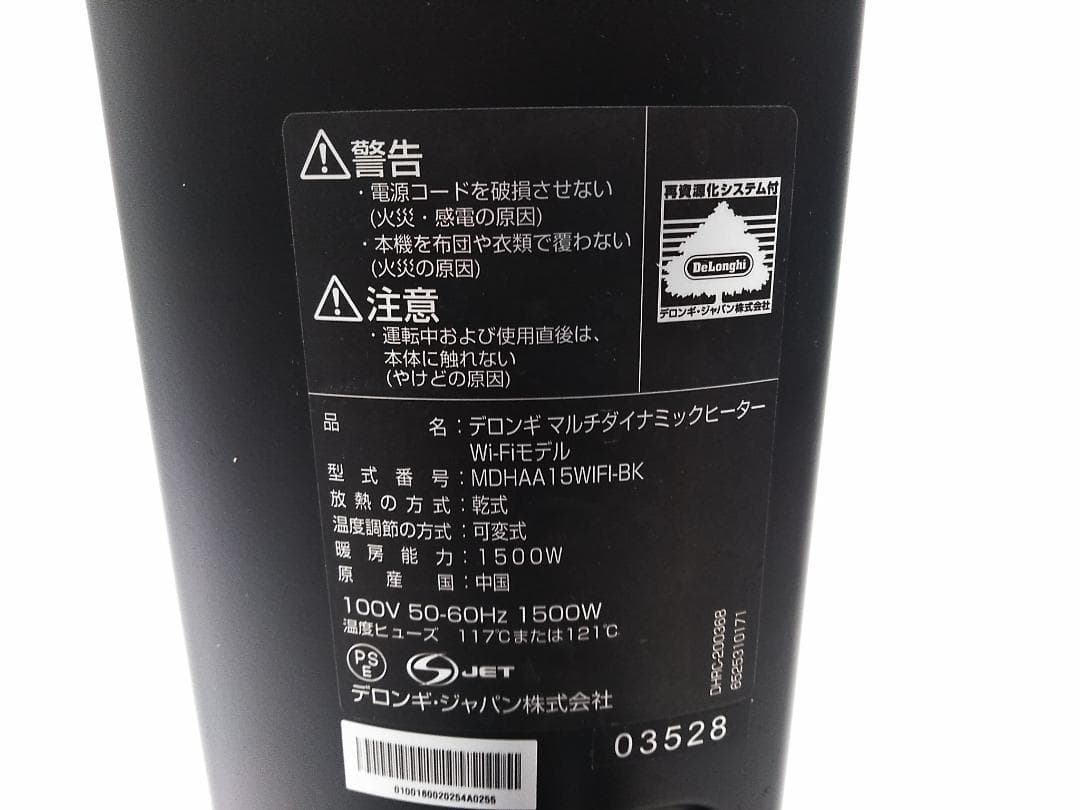 警告
・電源コードを破損させない
(火災・感電の原因)
・本機を布団や衣類で覆わない
(火災の原因)
注意
・運転中および使用直後は、
本体に触れない
(やけどの原因)
再資源化システム付
DeLonghi
デロンギ・ジャパン株式会社
品名：デロンギ マルチダイナミックヒーター
Wi-Fiモデル
型式番号：MDHAA15WIFI-BK
放熱の方式：乾式
温度調節の方式：可変式
暖房能力：1500W
原産国：中国
100V 50-60Hz 1500W
温度ヒューズ 117℃または121℃
PSE
JET
デロンギ・ジャパン株式会社
DHRC-200368
6525310171
03528
0100160020254A0255